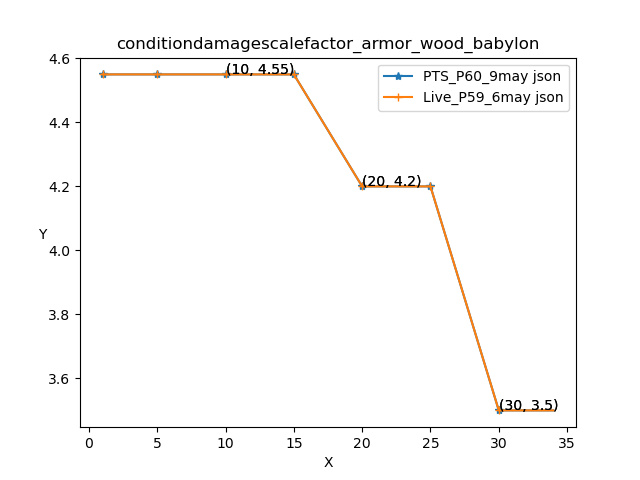 conditiondamagescalefactor_armor_wood_babylon
4.6
4.4
4.2
4.0
3.8
3.6
Y
(10, 4.55)
(20, 4.2)
(30, 3.5)
PTS_P60_9may json
Live_P59_6may json
0 5 10 15 20 25 30 35
X